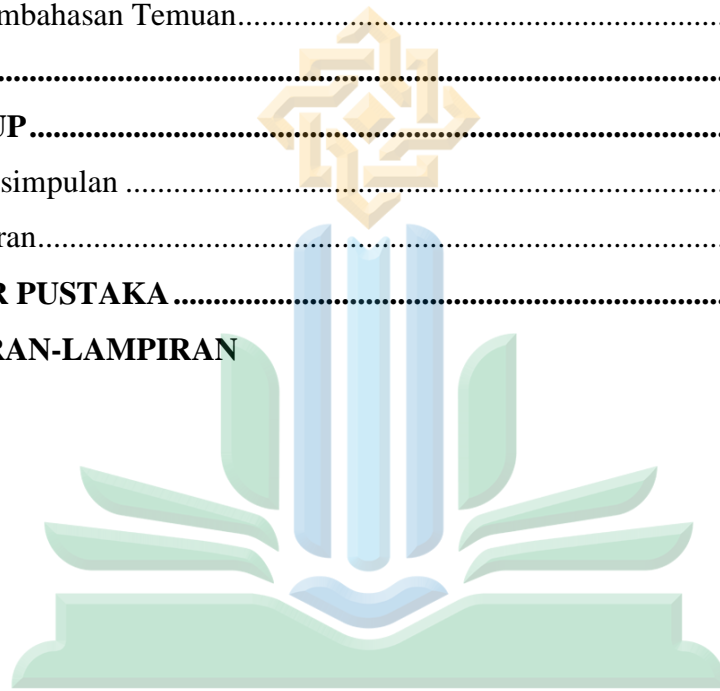 mbahasan Temuan....................................................................
..........................................................................................
UP.....................................................................................
simpulan ............................................................................
ran.....................................................................................
R PUSTAKA....................................................................
RAN-LAMPIRAN